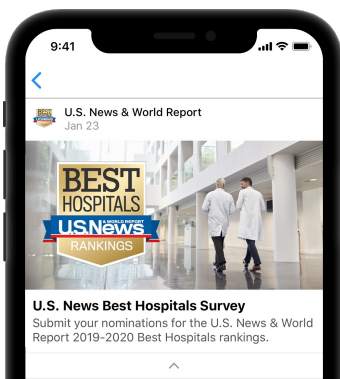 9:41
U.S. News & World Report
Jan 23
BEST
HOSPITALS
U.S.News
& WORLD REPORT
RANKINGS
U.S. News Best Hospitals Survey
Submit your nominations for the U.S. News & World
Report 2019-2020 Best Hospitals rankings.